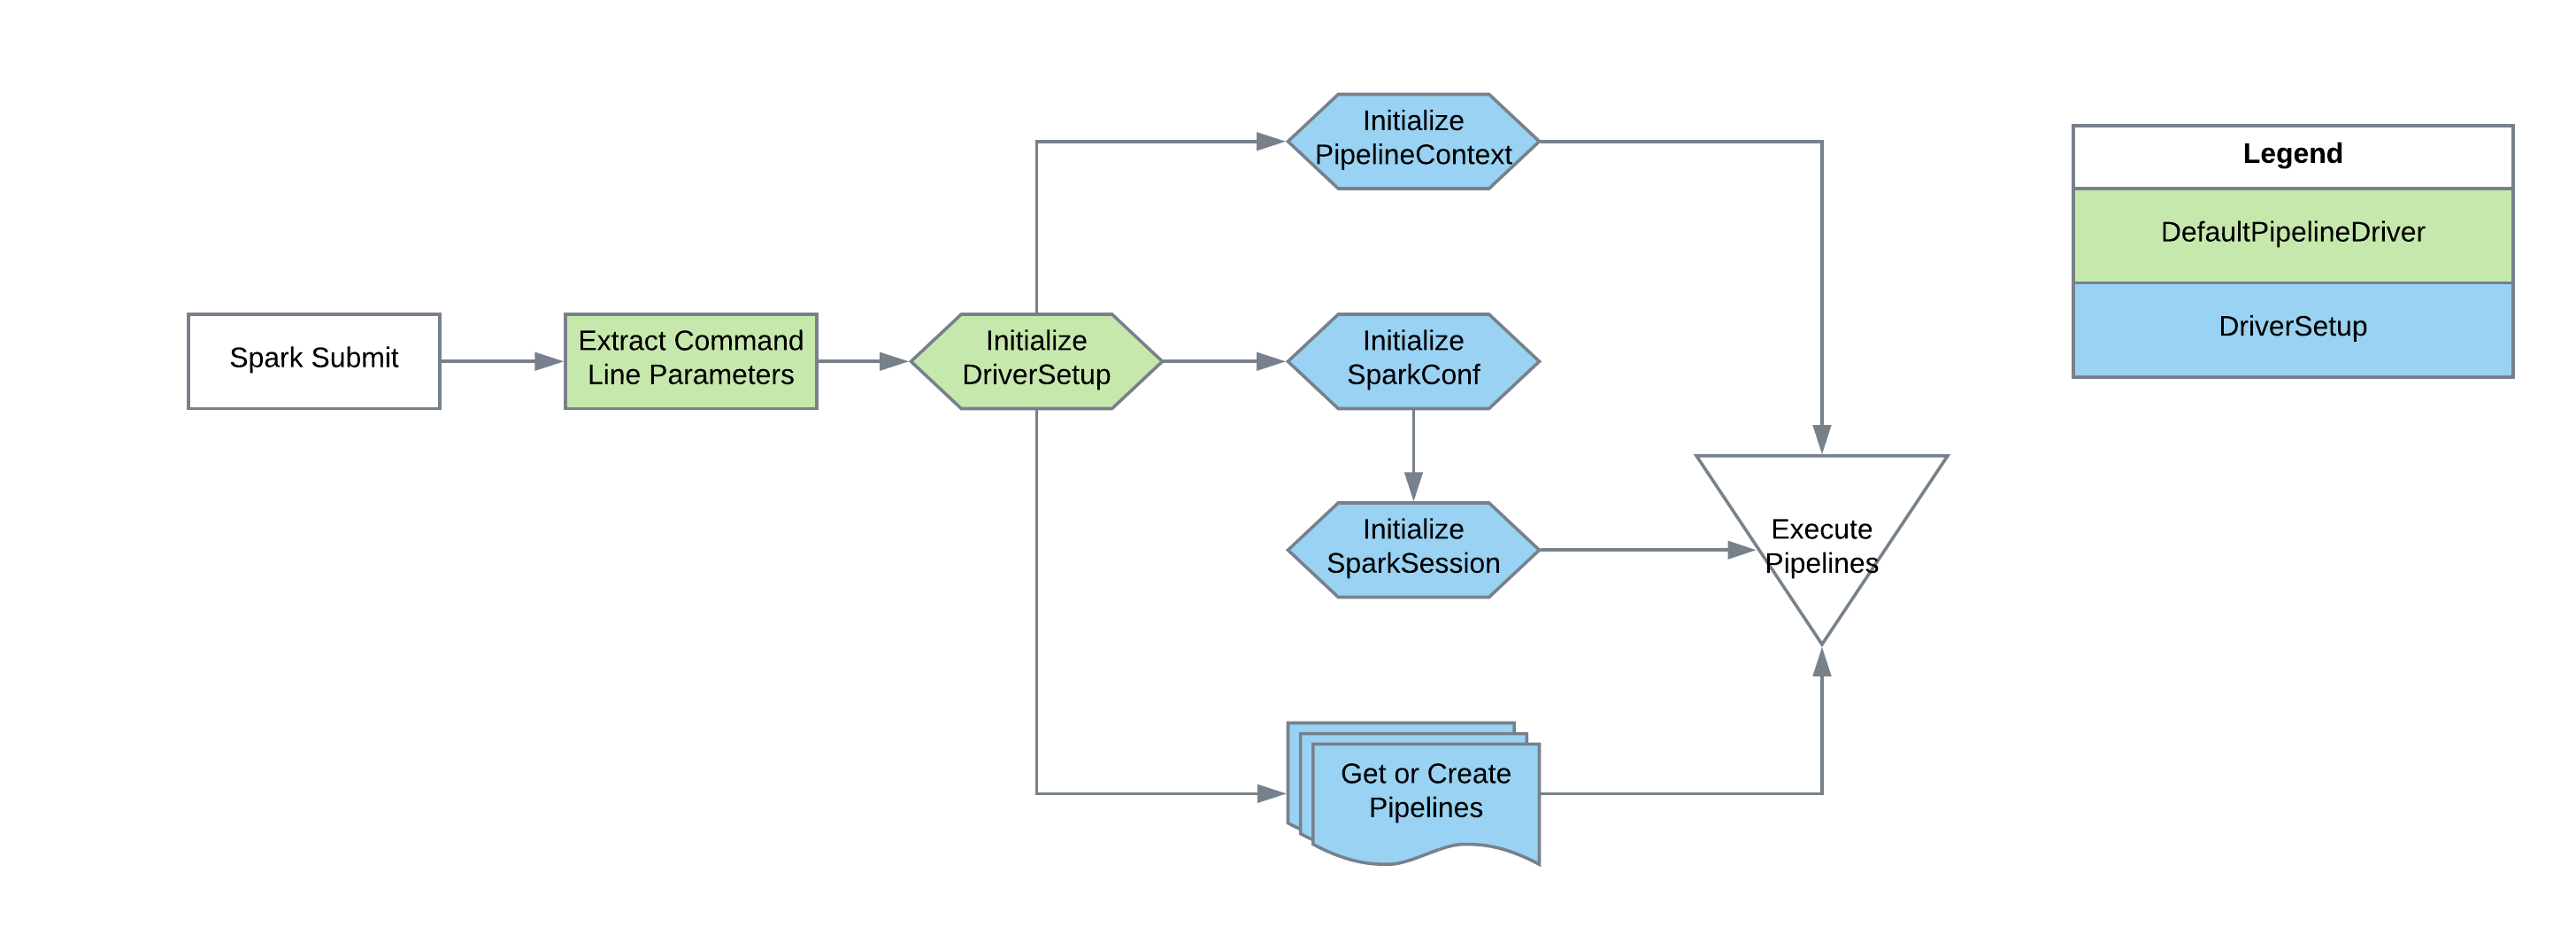 Spark Submit
Extract Command
Line Parameters
Initialize
DriverSetup
Initialize
PipelineContext
Initialize
SparkConf
Initialize
SparkSession
Get or Create
Pipelines
Execute
Pipelines
Legend
DefaultPipelineDriver
DriverSetup